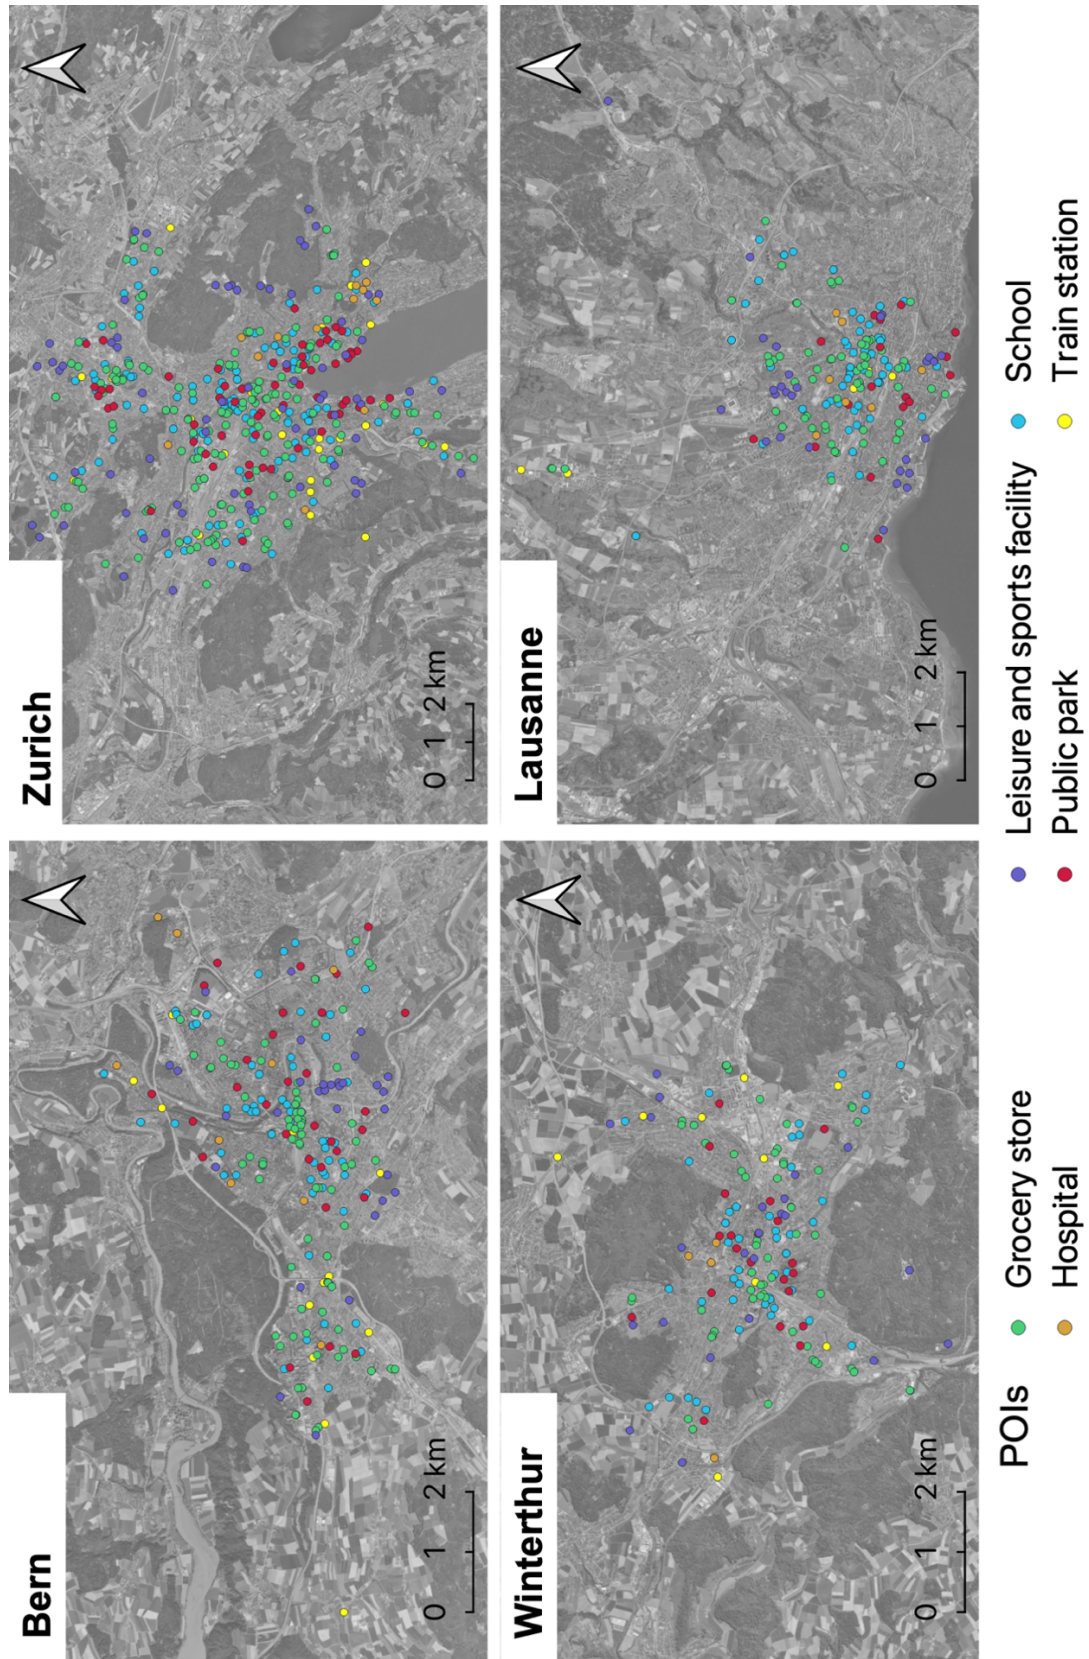 Bern
0 1 2 km
Zurich
0 1 2 km
Winterthur
0 1 2 km
Lausanne
0 1 2 km
POIs
Grocery store
Leisure and sports facility
School
Hospital
Public park
Train station